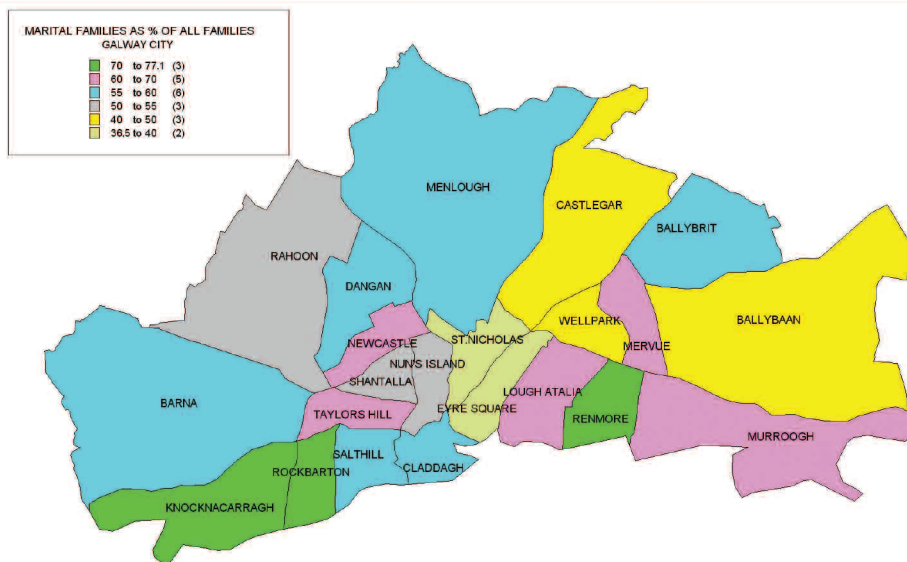 MARITAL FAMILIES AS % OF ALL FAMILIES
GALWAY CITY
70 to 77.1 (3)
60 to 70 (5)
55 to 60 (6)
50 to 55 (3)
40 to 50 (3)
36.5 to 40 (2)
MENLOUGH
CASTLEGAR
BALLYBRIT
RAHOON
DANGAN
BALLYBAAN
WELLPARK
NEWCASTLE
ST.NICHOLAS
MERVUE
NUN'S ISLAND
SHANTALLA
LOUGH ATALIA
BARNA
EYRE SQUARE
TAYLORS HILL
RENMORE
MURROOGH
SALTHILL
CLADDAGH
ROCKBARTON
KNOCKNACARRAGH